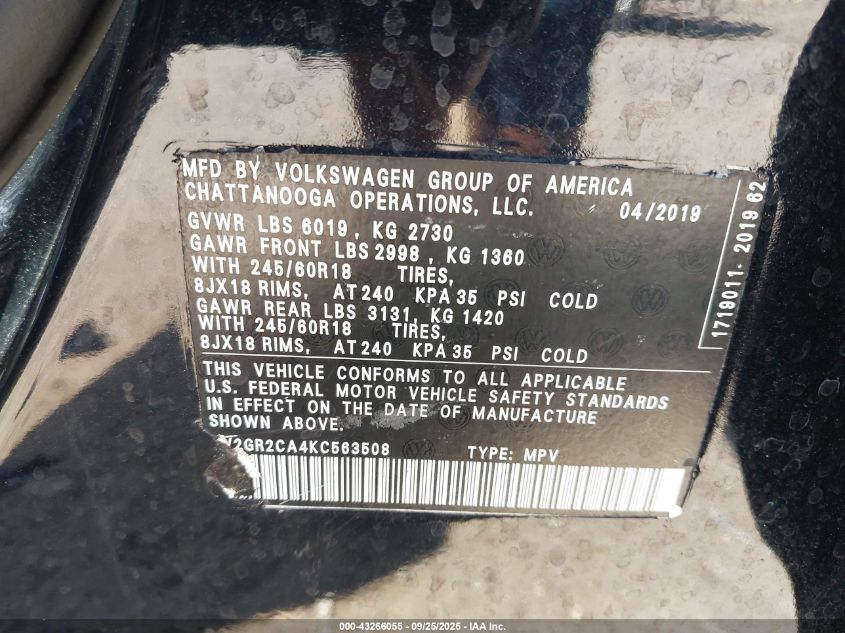 MFD BY VOLKSWAGEN GROUP OF AMERICA
CHATTANOOGA OPERATIONS, LLC. 04/2019
GVWR LBS 6019, KG 2730
GAWR FRONT LBS 2998, KG 1360
WITH 245/60R18 TIRES,
8JX18 RIMS, AT 240 KPA 35 PSI COLD
GAWR REAR LBS 3131, KG 1420
WITH 245/60R18 TIRES,
8JX18 RIMS, AT 240 KPA 35 PSI COLD
THIS VEHICLE CONFORMS TO ALL APPLICABLE
U.S. FEDERAL MOTOR VEHICLE SAFETY STANDARDS
IN EFFECT ON THE DATE OF MANUFACTURE
SHOWN ABOVE.
V2GR2CA4KC563508 TYPE: MPV
1719011 2019 62
000-43266055 - 09/25/2025 - IAA Inc.